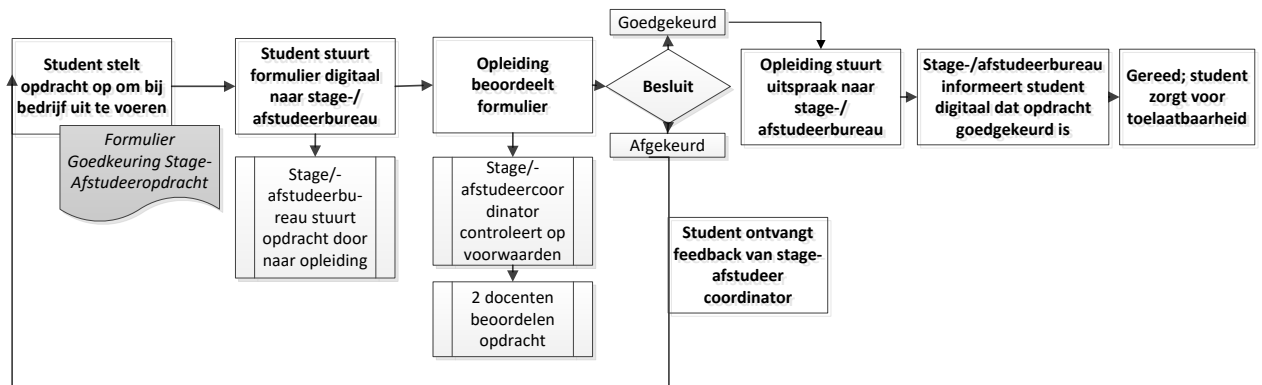 Student stelt
opdracht op om bij
bedrijf uit te voeren
Formulier
Goedkeuring Stage-
Afstudeeropdracht
Student stuurt
formulier digitaal
naar stage-/
afstudeerbureau
Stage/-
afstudeerbu-
reau stuurt
opdracht door
naar opleiding
Opleiding
beoordeelt
formulier
Stage/-
afstudeercoor
dinator
controleert op
voorwaarden
2 docenten
beoordelen
opdracht
Goedgekeurd
Besluit
Afgekeurd
Student ontvangt
feedback van stage-
afstudeer
coordinator
Opleiding stuurt
uitspraak naar
stage-/
afstudeerbureau
Stage-/afstudeerbureau
informeert student
digitaal dat opdracht
goedgekeurd is
Gereed; student
zorgt voor
toelaatbaarheid